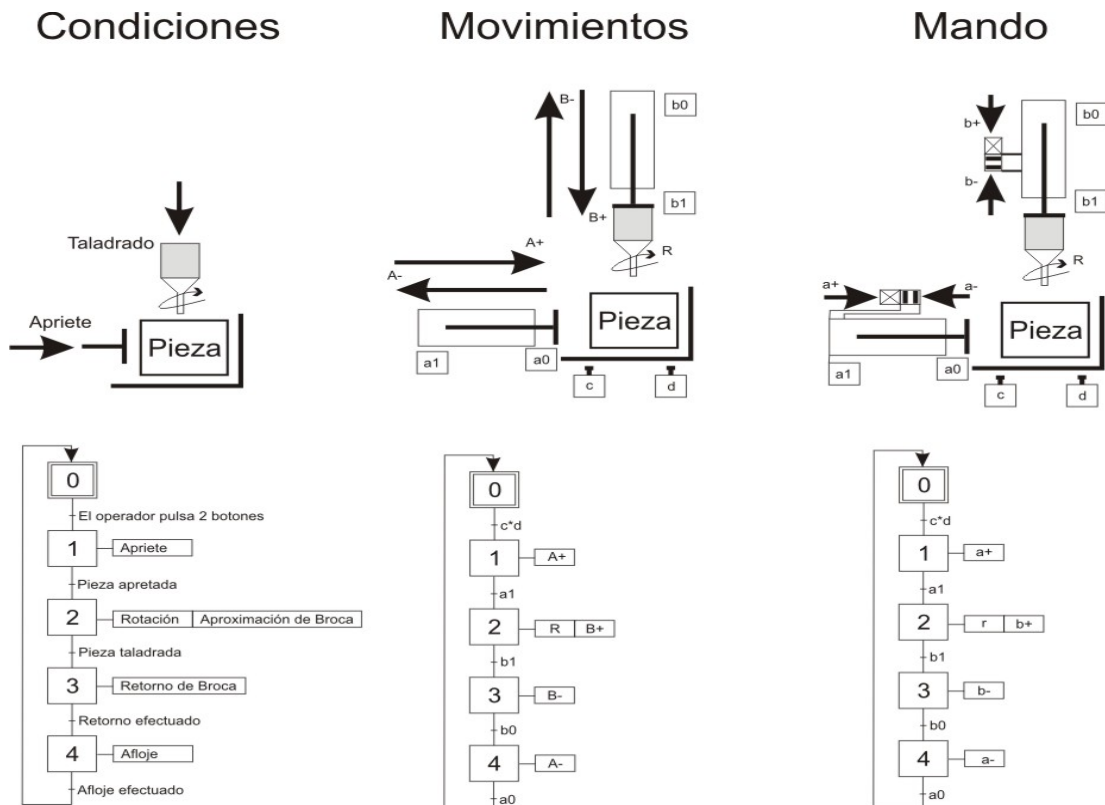 Condiciones
Movimientos
Mando
Taladrado
Apriete
Pieza
B-
b0
B+
b1
A+
R
A-
Pieza
a1
a0
c
d
b+
b0
b-
b1
R
a+
a-
Pieza
a1
a0
c
d
0
El operador pulsa 2 botones
1
Apriete
Pieza apretada
2
Rotación
Aproximación de Broca
Pieza taladrada
3
Retorno de Broca
Retorno efectuado
4
Afloje
Afloje efectuado
0
c*d
1
A+
a1
2
R
B+
b1
3
B-
b0
4
A-
a0
0
c*d
1
a+
a1
2
r
b+
b1
3
b-
b0
4
a-
a0